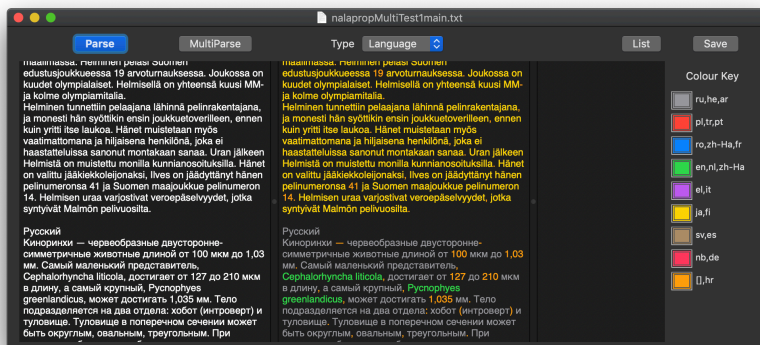 nalapropMultiTest1main.txt
Parse
MultiParse
Type
Language
List
Save
maailmassa. Helminen pelasi Suomen
edustusjoukkueessa 19 arvoturnauksessa. Joukossa on
kuudet olympialaiset. Helmisellä on yhteensä kuusi MM-
ja kolme olympiamitalia.
Helminen tunnettiin pelaajana lähinnä pelinrakentajana,
ja monesti hän syöttikin ensin joukkuetoverilleen, ennen
kuin yritti itse laukoa. Hänet muistetaan myös
vaatimattomana ja hiljaisena henkilönä, joka ei
haastatteluissa sanonut montakaan sanaa. Uran jälkeen
Helmistä on muistettu monilla kunnianosoituksilla. Hänet
on valittu jääkiekkoleijonaksi, Ilves on jäädyttänyt hänen
pelinumeronsa 41 ja Suomen maajoukkue pelinumeron
14. Helmisen uraa varjostivat veroepäselvyydet, jotka
syntyivät Malmön pelivuosilta.
Русский
Киноринхи — червеобразные двусторонне-
симметричные животные длиной от 100 мкм до 1,03
мм. Самый маленький представитель,
Cephalorhyncha liticola, достигает от 127 до 210 мкм
в длину, а самый крупный, Pycnophyes
greenlandicus, может достигать 1,035 мм. Тело
подразделяется на два отдела: хобот (интроверт) и
туловище. Туловище в поперечном сечении может
быть округлым, овальным, треугольным. При
maailmassa. Helminen pelasi Suomen
edustusjoukkueessa 19 arvoturnauksessa. Joukossa on
kuudet olympialaiset. Helmisellä on yhteensä kuusi MM-
ja kolme olympiamitalia.
Helminen tunnettiin pelaajana lähinnä pelinrakentajana,
ja monesti hän syöttikin ensin joukkuetoverilleen, ennen
kuin yritti itse laukoa. Hänet muistetaan myös
vaatimattomana ja hiljaisena henkilönä, joka ei
haastatteluissa sanonut montakaan sanaa. Uran jälkeen
Helmistä on muistettu monilla kunnianosoituksilla. Hänet
on valittu jääkiekkoleijonaksi, Ilves on jäädyttänyt hänen
pelinumeronsa 41 ja Suomen maajoukkue pelinumeron
14. Helmisen uraa varjostivat veroepäselvyydet, jotka
syntyivät Malmön pelivuosilta.
Русский
Киноринхи — червеобразные двусторонне-
симметричные животные длиной от 100 мкм до 1,03
мм. Самый маленький представитель,
Cephalorhyncha liticola, достигает от 127 до 210 мкм
в длину, а самый крупный, Pycnophyes
greenlandicus, может достигать 1,035 мм. Тело
подразделяется на два отдела: хобот (интроверт) и
туловище. Туловище в поперечном сечении может
быть округлым, овальным, треугольным. При
Colour Key
ru,he,ar
pl,tr,pt
ro,zh-Ha,fr
en,nl,zh-Ha
el,it
ja,fi
sv,es
nb,de
[],hr